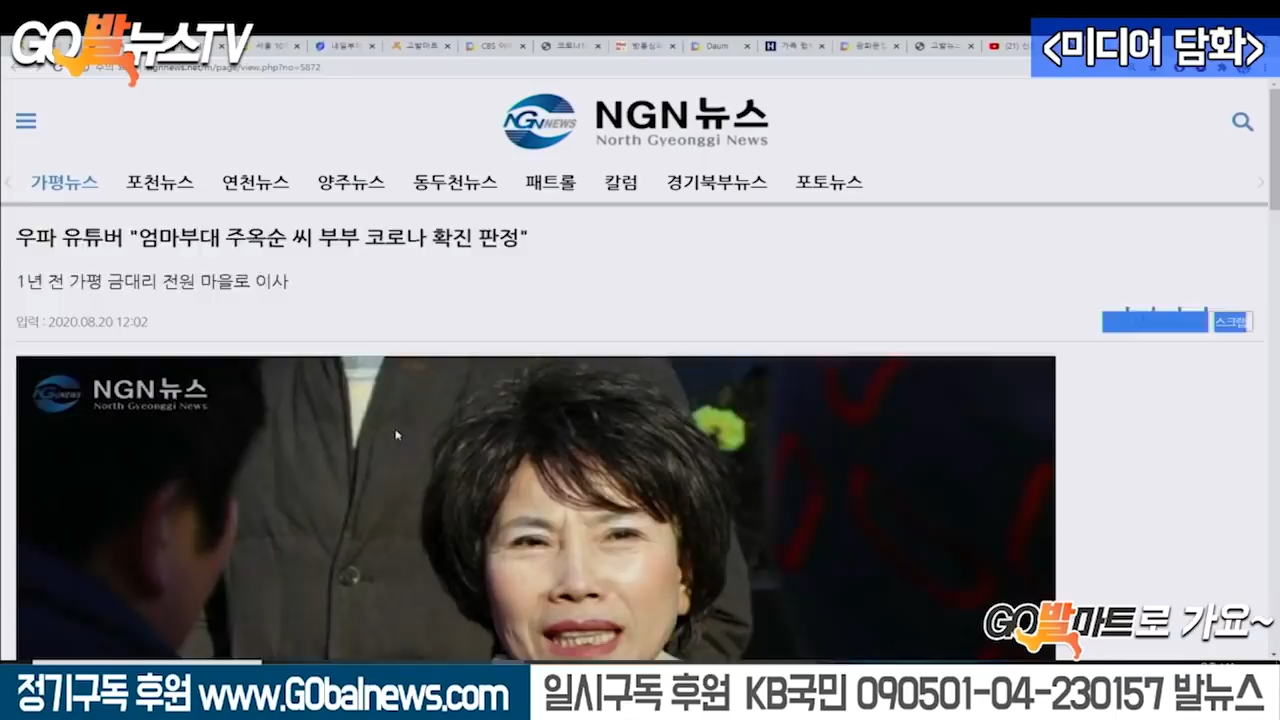 GO발뉴스TV
<미디어 담화>
CBS
Daum
NGN NEWS
NGN뉴스
North Gyeonggi News
가평뉴스 포천뉴스 연천뉴스 양주뉴스 동두천뉴스 패트롤 칼럼 경기북부뉴스 포토뉴스
우파 유튜버 "엄마부대 주옥순 씨 부부 코로나 확진 판정"
1년 전 가평 금대리 전원 마을로 이사
입력 : 2020.08.20 12:02
스크랩
NGN뉴스
North Gyeonggi News
GO발마트로 가요~
정기구독 후원 www.GObalnews.com
일시구독 후원 KB국민 090501-04-230157 발뉴스